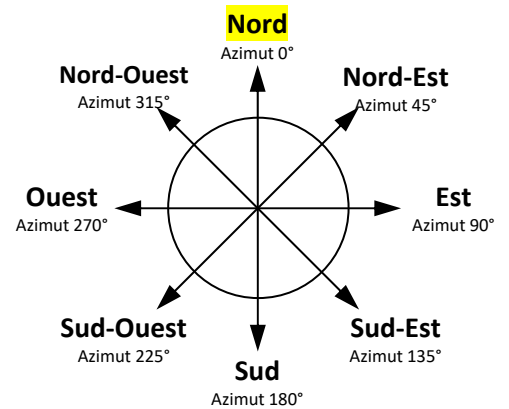 Nord
Azimut 0°
Nord-Ouest
Azimut 315°
Nord-Est
Azimut 45°
Ouest
Azimut 270°
Est
Azimut 90°
Sud-Ouest
Azimut 225°
Sud-Est
Azimut 135°
Sud
Azimut 180°